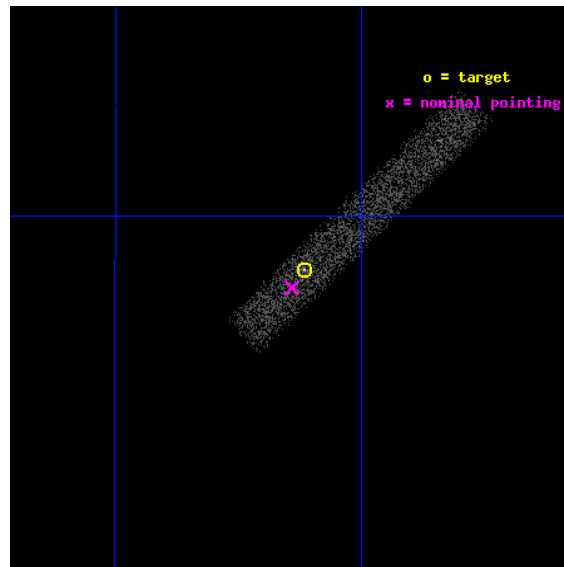 o = target
x = nominal pointing